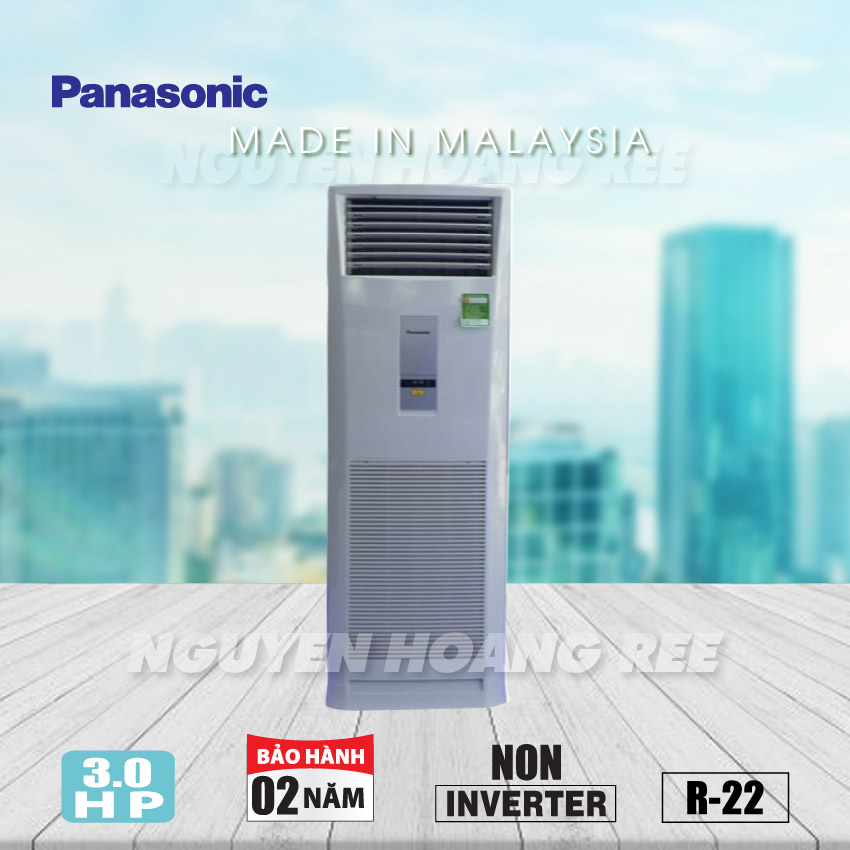 Panasonic
MADE IN MALAYSIA
NGUYEN HOANG REE
Panasonic
NGUYEN HOANG REE
3.0
HP
BẢO HÀNH
02 NĂM
NON
INVERTER
R-22